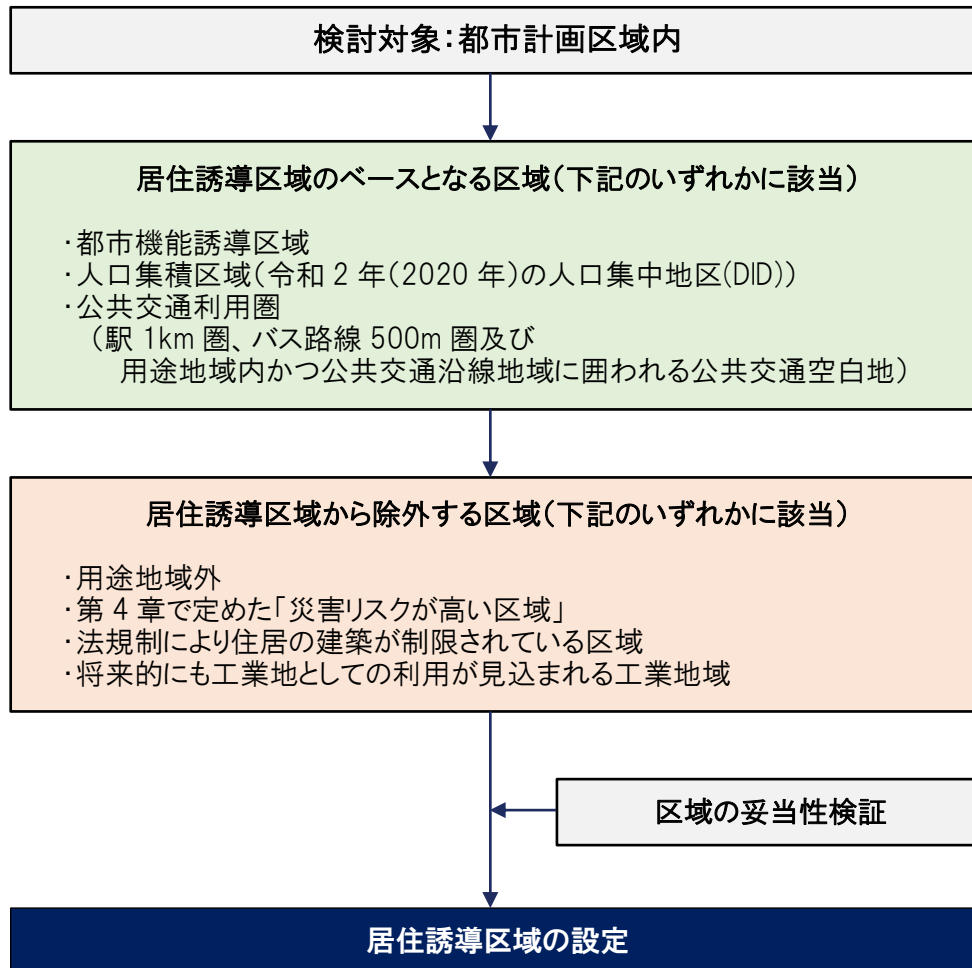 検討対象：都市計画区域内
居住誘導区域のベースとなる区域（下記のいずれかに該当）
・都市機能誘導区域
・人口集積区域（令和 2 年（2020 年）の人口集中地区（DID））
・公共交通利用圏
（駅 1km 圏、バス路線 500m 圏及び
用途地域内かつ公共交通沿線地域に囲われる公共交通空白地）
居住誘導区域から除外する区域（下記のいずれかに該当）
・用途地域外
・第 4 章で定めた「災害リスクが高い区域」
・法規制により住居の建築が制限されている区域
・将来的にも工業地としての利用が見込まれる工業地域
区域の妥当性検証
居住誘導区域の設定